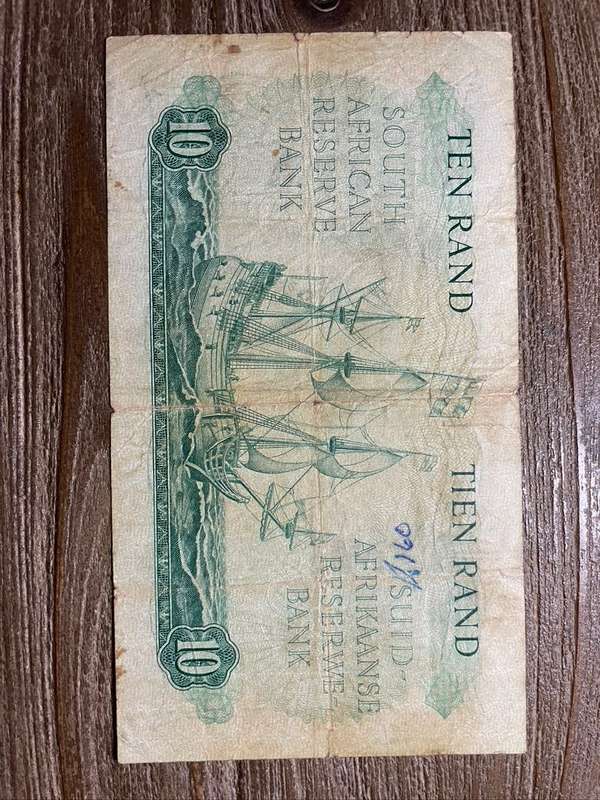 TEN RAND
TIEN RAND
SOUTH
AFRICAN
RESERVE
BANK
SUID-
AFRIKAANSE
RESERWE-
BANK
10
10